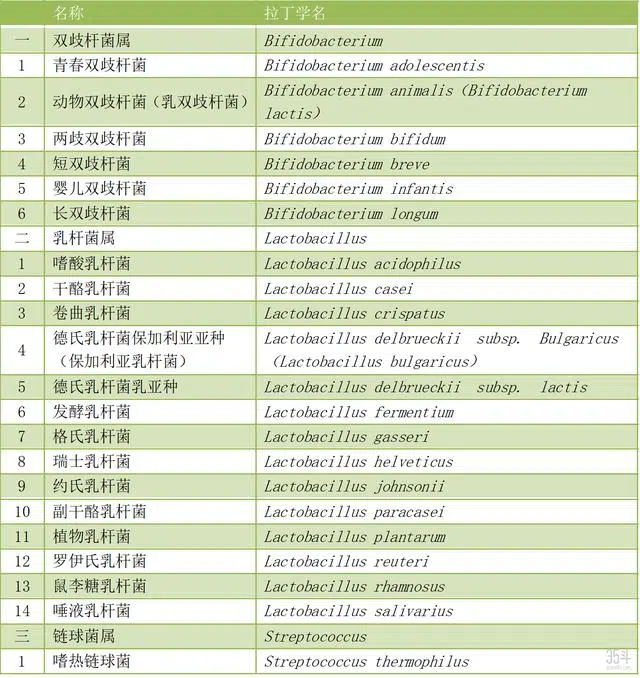 名称 拉丁学名
一 双歧杆菌属 Bifidobacterium
1 青春双歧杆菌 Bifidobacterium adolescentis
2 动物双歧杆菌（乳双歧杆菌） Bifidobacterium animalis（Bifidobacterium
lactis）
3 两歧双歧杆菌 Bifidobacterium bifidum
4 短双歧杆菌 Bifidobacterium breve
5 婴儿双歧杆菌 Bifidobacterium infantis
6 长双歧杆菌 Bifidobacterium longum
二 乳杆菌属 Lactobacillus
1 嗜酸乳杆菌 Lactobacillus acidophilus
2 干酪乳杆菌 Lactobacillus casei
3 卷曲乳杆菌 Lactobacillus crispatus
4 德氏乳杆菌保加利亚亚种 Lactobacillus delbrueckii subsp. Bulgaricus
（保加利亚乳杆菌） （Lactobacillus bulgaricus）
5 德氏乳杆菌乳亚种 Lactobacillus delbrueckii subsp. lactis
6 发酵乳杆菌 Lactobacillus fermentium
7 格氏乳杆菌 Lactobacillus gasseri
8 瑞士乳杆菌 Lactobacillus helveticus
9 约氏乳杆菌 Lactobacillus johnsonii
10 副干酪乳杆菌 Lactobacillus paracasei
11 植物乳杆菌 Lactobacillus plantarum
12 罗伊氏乳杆菌 Lactobacillus reuteri
13 鼠李糖乳杆菌 Lactobacillus rhamnosus
14 唾液乳杆菌 Lactobacillus salivarius
三 链球菌属 Streptococcus
1 嗜热链球菌 Streptococcus thermophilus
35斗